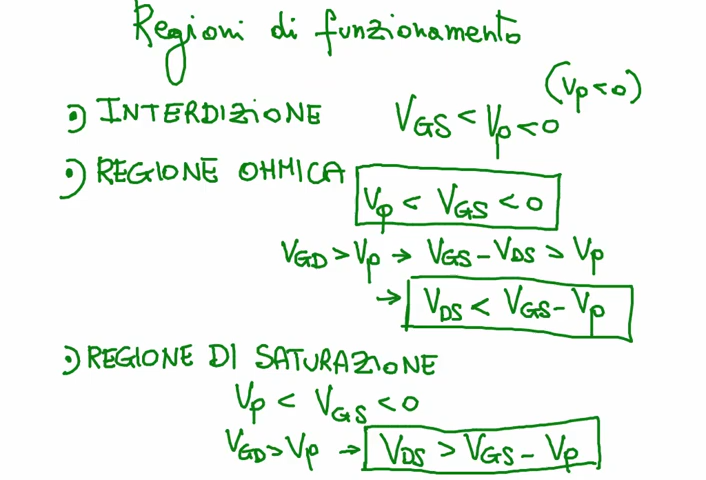 Regioni di funzionamento
(Vp<0)
•) INTERDIZIONE VGS < Vp < 0
•) REGIONE OHMICA Vp < VGS < 0
VGD > Vp → VGS - VDS > Vp
→ VDS < VGS - Vp
•) REGIONE DI SATURAZIONE
Vp < VGS < 0
VGD > Vp → VDS > VGS - Vp